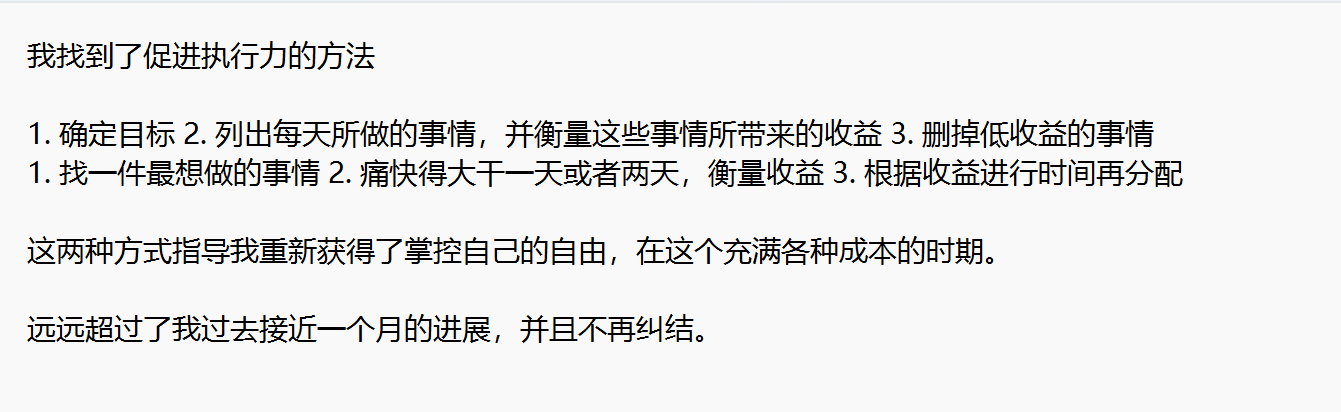 我找到了促进执行力的方法
1. 确定目标 2. 列出每天所做的事情，并衡量这些事情所带来的收益 3. 删掉低收益的事情
1. 找一件最想做的事情 2. 痛快得大干一天或者两天，衡量收益 3. 根据收益进行时间再分配
这两种方式指导我重新获得了掌控自己的自由，在这个充满各种成本的时期。
远远超过了我过去接近一个月的进展，并且不再纠结。